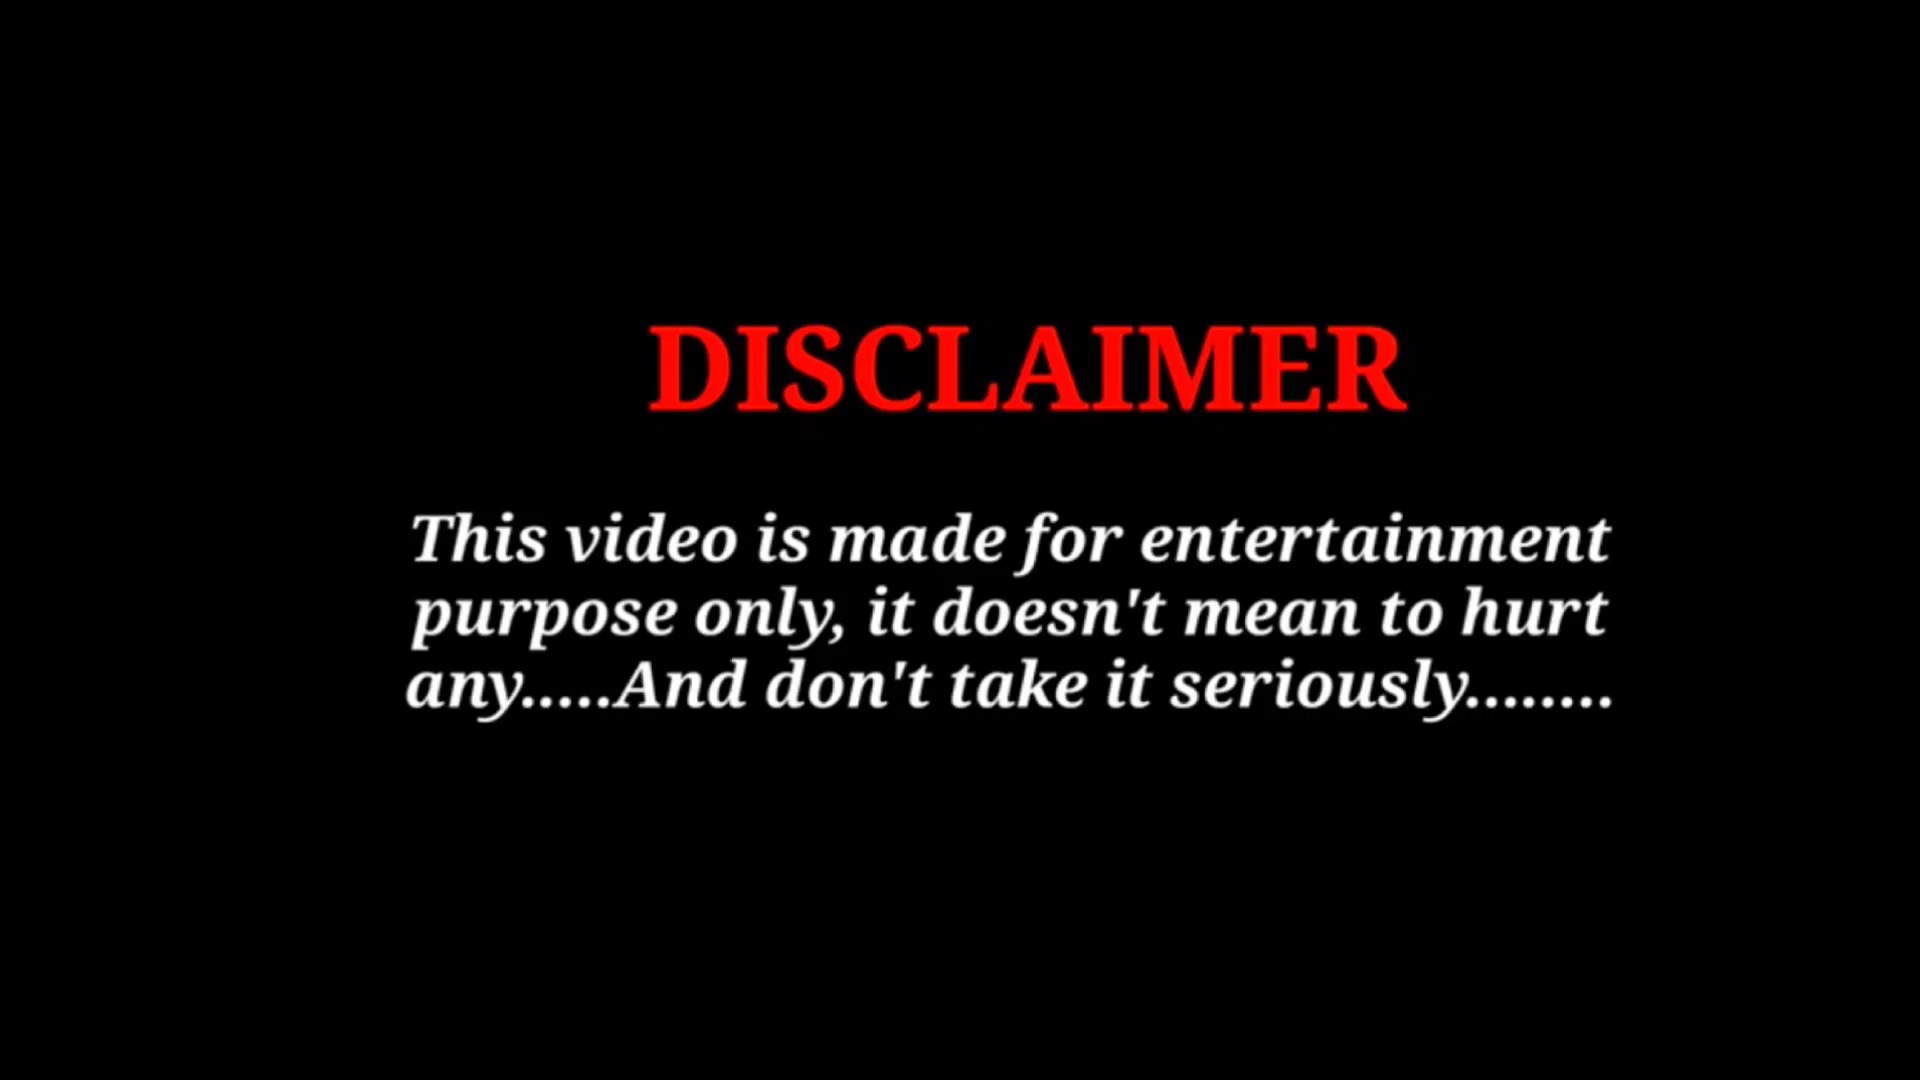 DISCLAIMER
This video is made for entertainment
purpose only, it doesn't mean to hurt
any.....And don't take it seriously........